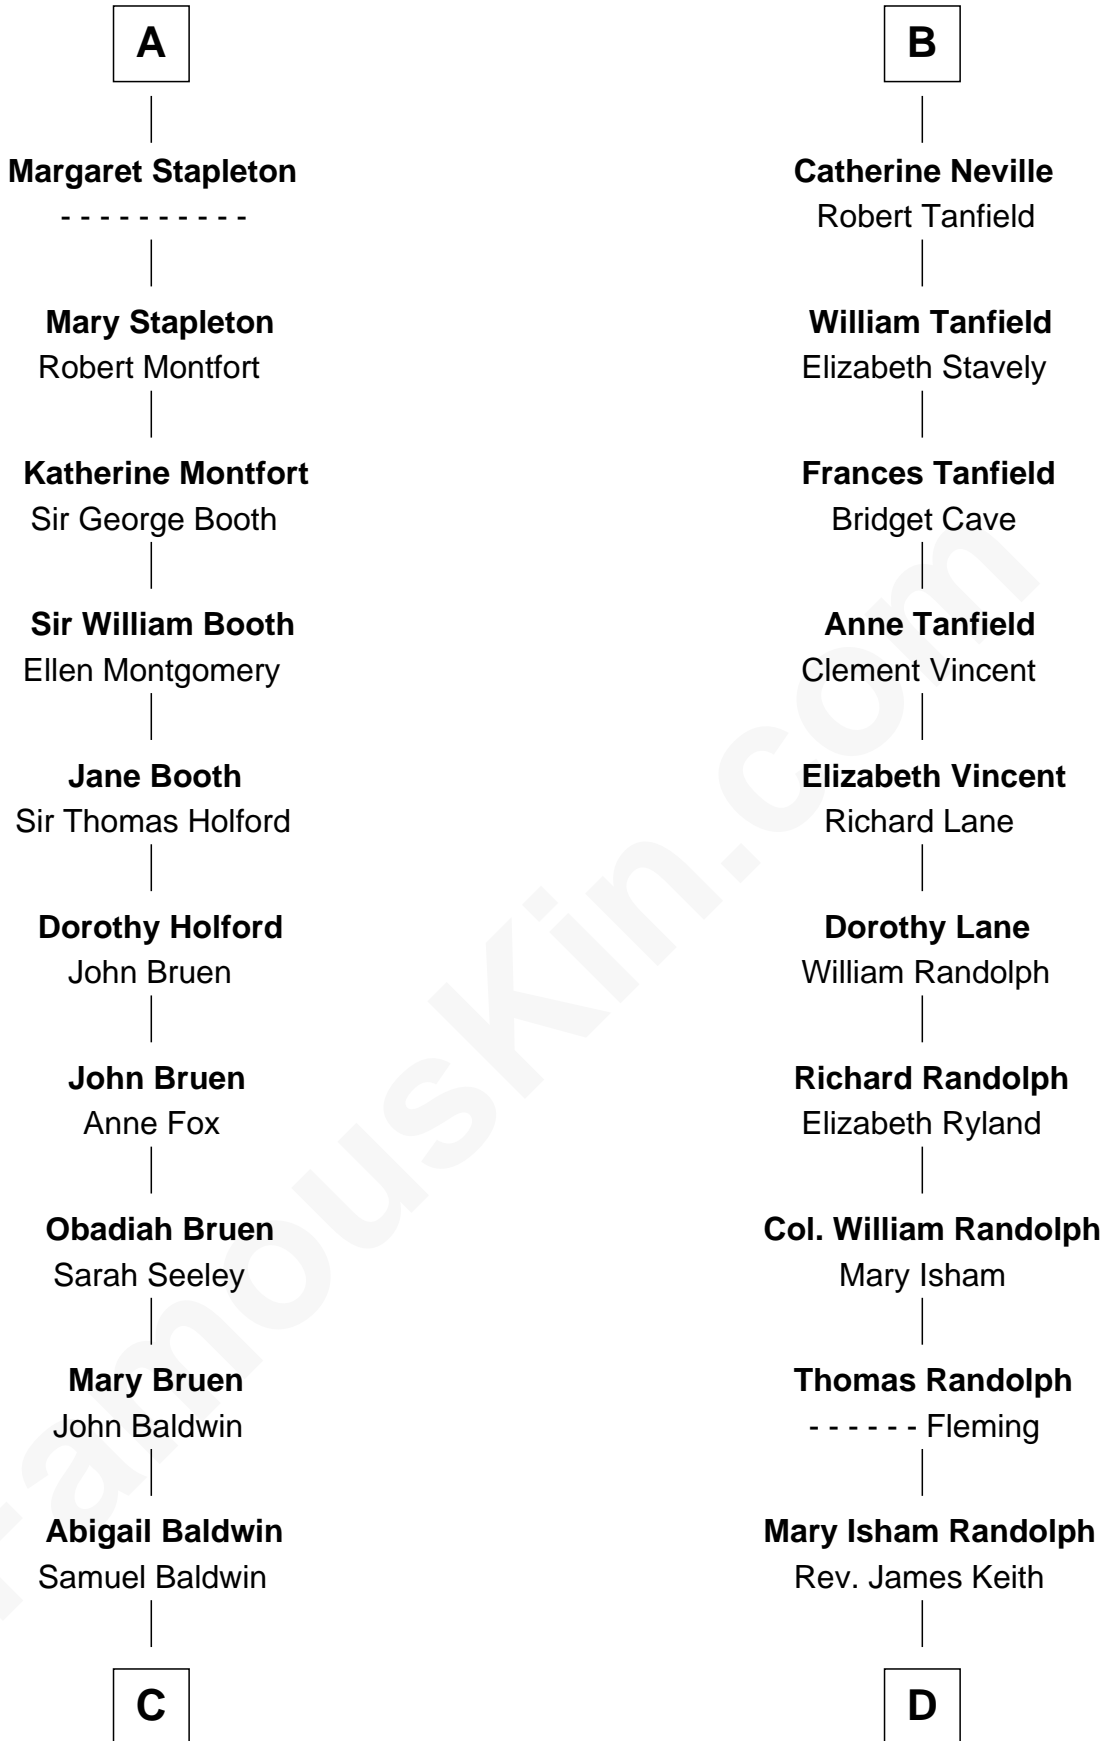 A
Margaret Stapleton
- - - - - - - - - -
Mary Stapleton
Robert Montfort
Katherine Montfort
Sir George Booth
Sir William Booth
Ellen Montgomery
Jane Booth
Sir Thomas Holford
Dorothy Holford
John Bruen
John Bruen
Anne Fox
Obadiah Bruen
Sarah Seeley
Mary Bruen
John Baldwin
Abigail Baldwin
Samuel Baldwin
C
B
Catherine Neville
Robert Tanfield
William Tanfield
Elizabeth Stavely
Frances Tanfield
Bridget Cave
Anne Tanfield
Clement Vincent
Elizabeth Vincent
Richard Lane
Dorothy Lane
William Randolph
Richard Randolph
Elizabeth Ryland
Col. William Randolph
Mary Isham
Thomas Randolph
- - - - - - Fleming
Mary Isham Randolph
Rev. James Keith
D
FamousKin.com